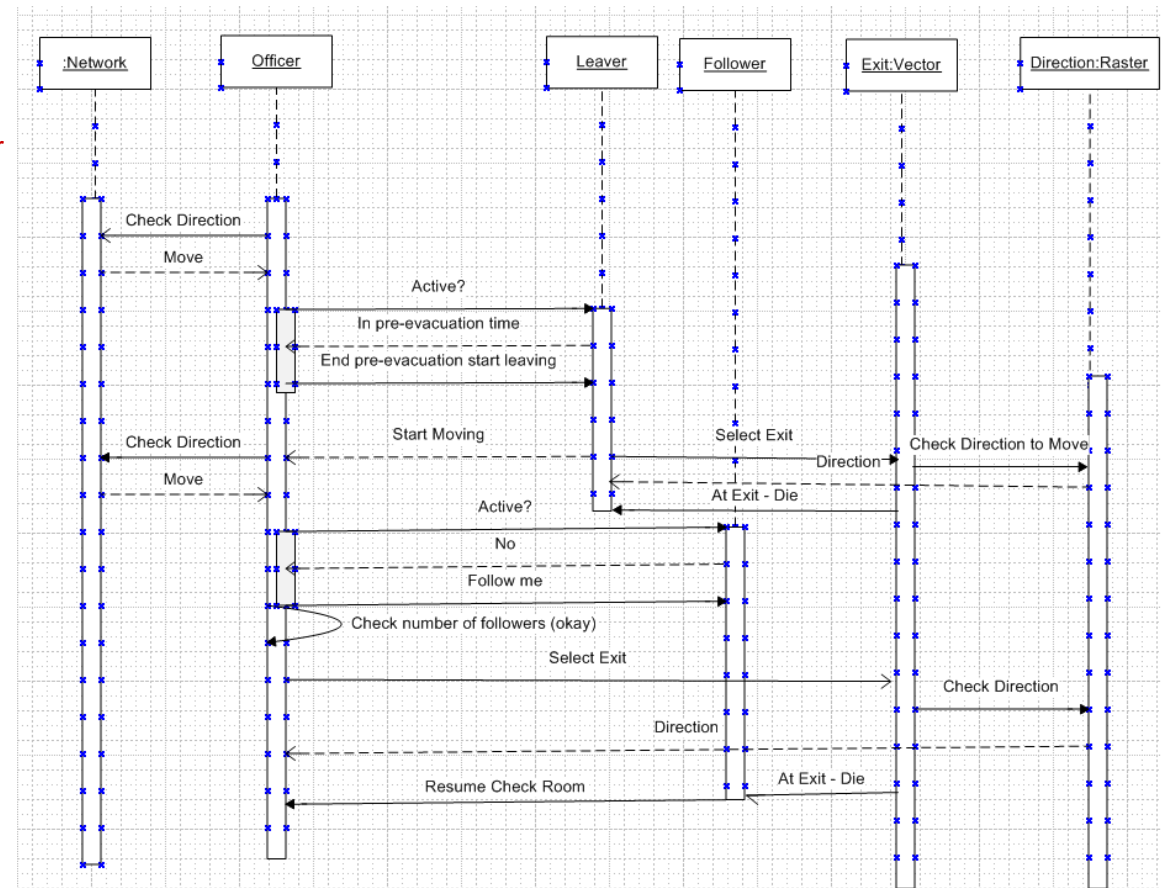 :Network
Officer
Leaver
Follower
Exit:Vector
Direction:Raster
Check Direction
Move
Active?
In pre-evacuation time
End pre-evacuation start leaving
Check Direction
Start Moving
Select Exit
Check Direction to Move
Direction
Move
At Exit - Die
Active?
No
Follow me
Check number of followers (okay)
Select Exit
Check Direction
Direction
At Exit - Die
Resume Check Room